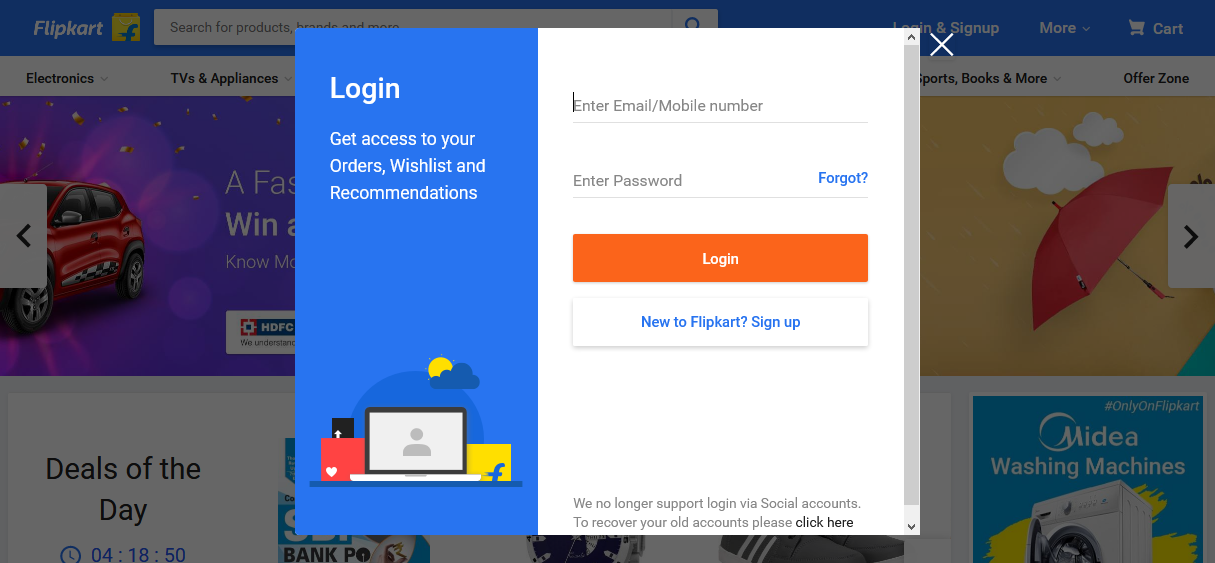 Flipkart
Search for products, brands and more
Login & Signup
More
Cart
Electronics
TVs & Appliances
Sports, Books & More
Offer Zone
Login
Get access to your
Orders, Wishlist and
Recommendations
Enter Email/Mobile number
Enter Password
Forgot?
Login
New to Flipkart? Sign up
We no longer support login via Social accounts.
To recover your old accounts please click here
A Fas
Win a
Know Mo
HDFC
We understand
Deals of the
Day
04 : 18 : 50
BANK PO
#OnlyOnFlipkart
Midea
Washing Machines